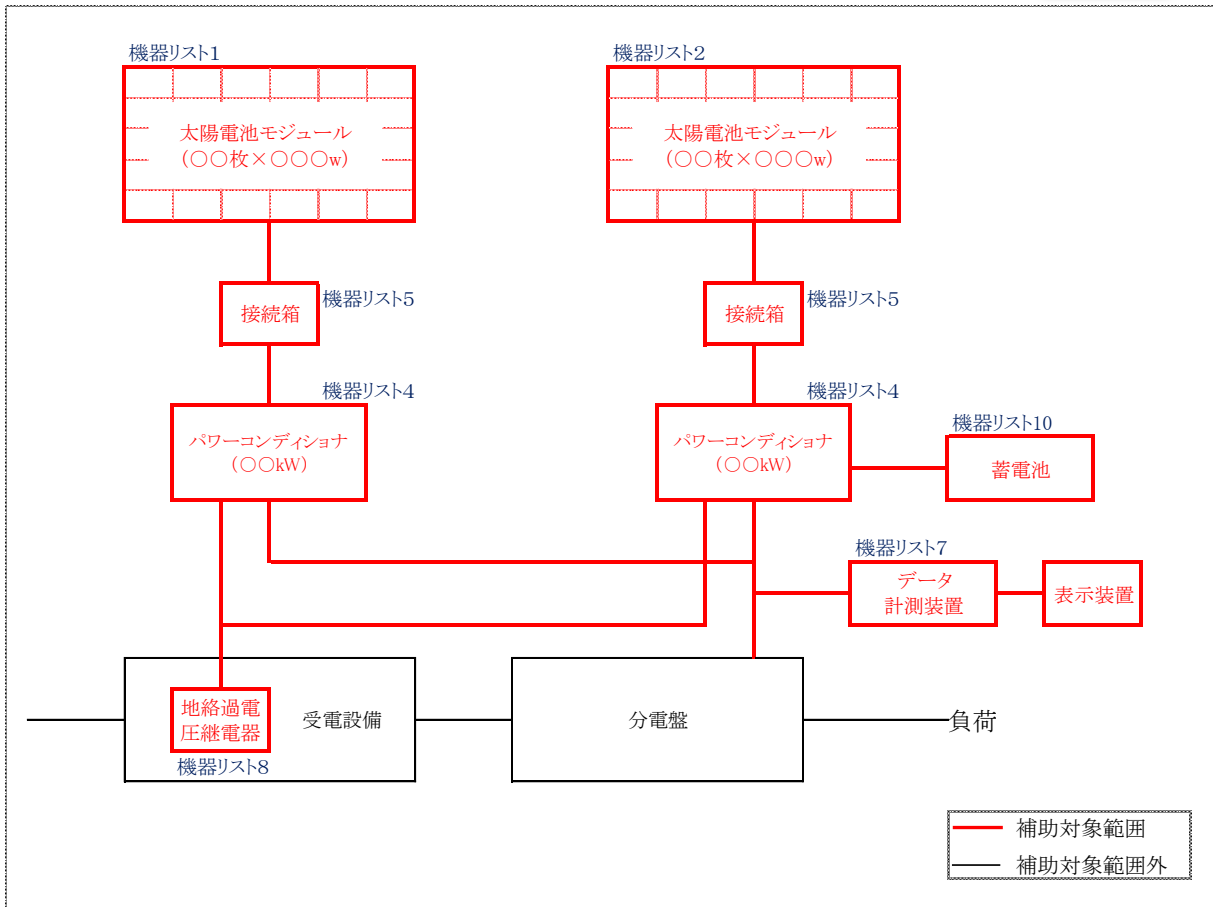 機器リスト1
機器リスト2
太陽電池モジュール
(○○枚×○○○w)
太陽電池モジュール
(○○枚×○○○w)
機器リスト5
接続箱
機器リスト5
接続箱
機器リスト4
パワーコンディショナ
(○○kW)
機器リスト4
パワーコンディショナ
(○○kW)
機器リスト10
蓄電池
機器リスト7
データ
計測装置
表示装置
地絡過電
圧継電器
受電設備
機器リスト8
分電盤
負荷
補助対象範囲
補助対象範囲外